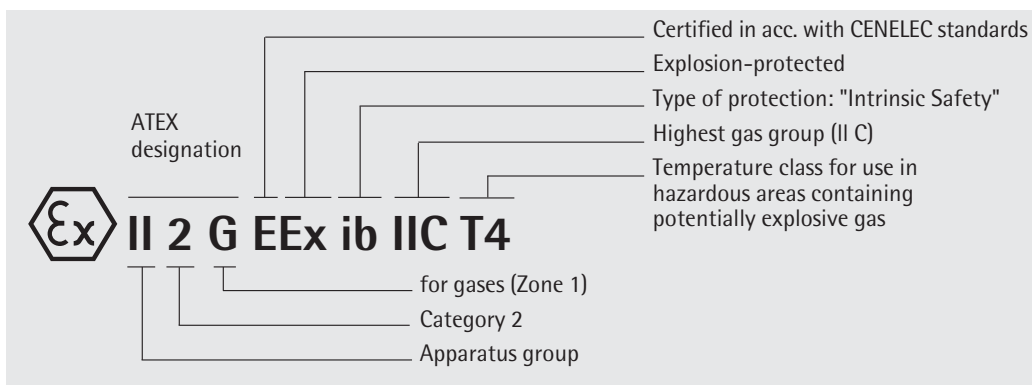 Certified in acc. with CENELEC standards
Explosion-protected
Type of protection: "Intrinsic Safety"
Highest gas group (II C)
Temperature class for use in
hazardous areas containing
potentially explosive gas
ATEX
designation
Ex II 2 G EEx ib IIC T4
for gases (Zone 1)
Category 2
Apparatus group